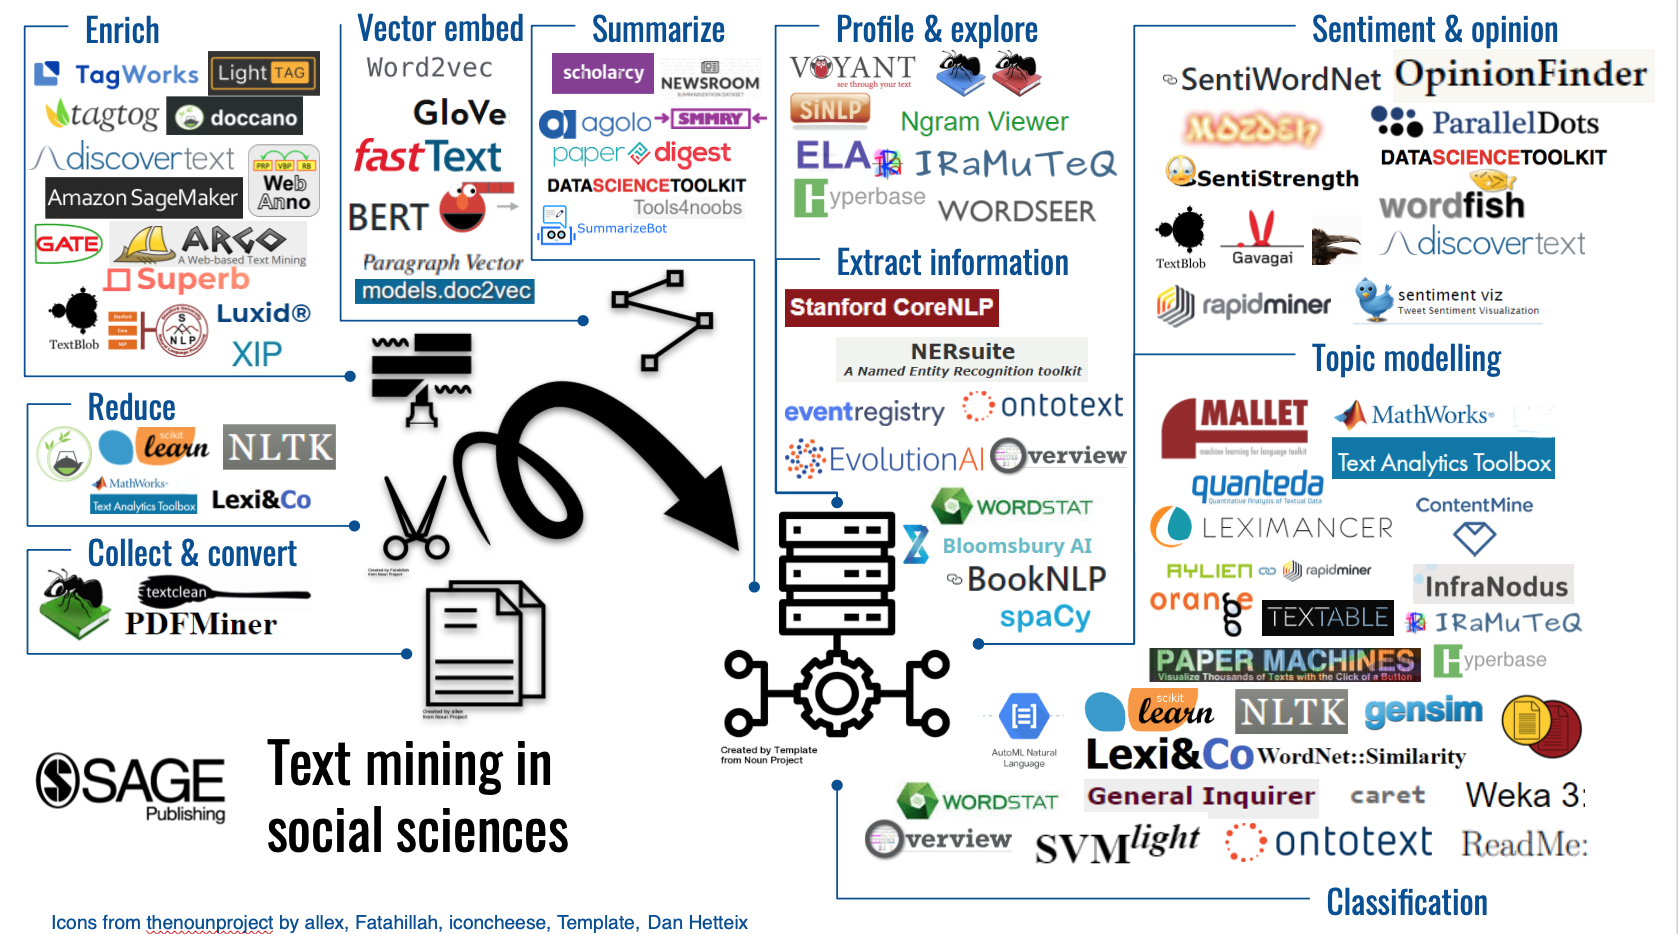 Enrich
TagWorks
Light TAG
tagtog
doccano
discovertext
PRP VBP RB
Web
Anno
Amazon SageMaker
GATE
ARGO
A Web-based Text Mining
Superb
TextBlob
Stanford
Core
NLP
S
NLP
Luxid®
XIP
Reduce
scikit
learn
NLTK
MathWorks®
Text Analytics Toolbox
Lexi&Co
Collect & convert
textclean
PDFMiner
SAGE
Publishing
Text mining in
social sciences
Icons from thenounproject by allex, Fatahillah, iconcheese, Template, Dan Hetteix
Vector embed
Word2vec
GloVe
fastText
BERT
Paragraph Vector
models.doc2vec
Created by Fatahillah
from Noun Project
Created by allex
from Noun Project
Summarize
scholarcy
NEWSROOM
SUMMARIZATION DATASET
agolo
SMMRY
paper digest
DATASCIENCETOOLKIT
Tools4noobs
SummarizeBot
Profile & explore
VOYANT
see through your text
SiNLP
Ngram Viewer
ELA
IRaMuTeQ
Hyperbase
WORDSEER
Extract information
Stanford CoreNLP
NERsuite
A Named Entity Recognition toolkit
eventregistry
ontotext
EvolutionAI
Overview
WORDSTAT
Bloomsbury AI
BookNLP
spaCy
Created by Template
from Noun Project
Sentiment & opinion
SentiWordNet
OpinionFinder
ParallelDots
DATASCIENCETOOLKIT
SentiStrength
wordfish
TextBlob
Gavagai
discovertext
rapidminer
sentiment viz
Tweet Sentiment Visualization
Topic modelling
MALLET
machine learning for language toolkit
MathWorks®
Text Analytics Toolbox
quanteda
Quantitative Analysis of Textual Data
ContentMine
LEXIMANCER
AYLIEN
rapidminer
InfraNodus
orange
TEXTABLE
IRaMuTeQ
PAPER MACHINES
Visualize Thousands of Texts with the Click of a Button
Hyperbase
AutoML Natural
Language
scikit
learn
NLTK
gensim
Lexi&Co
WordNet::Similarity
WORDSTAT
General Inquirer
caret
Weka 3:
Overview
SVMlight
ontotext
ReadMe:
Classification